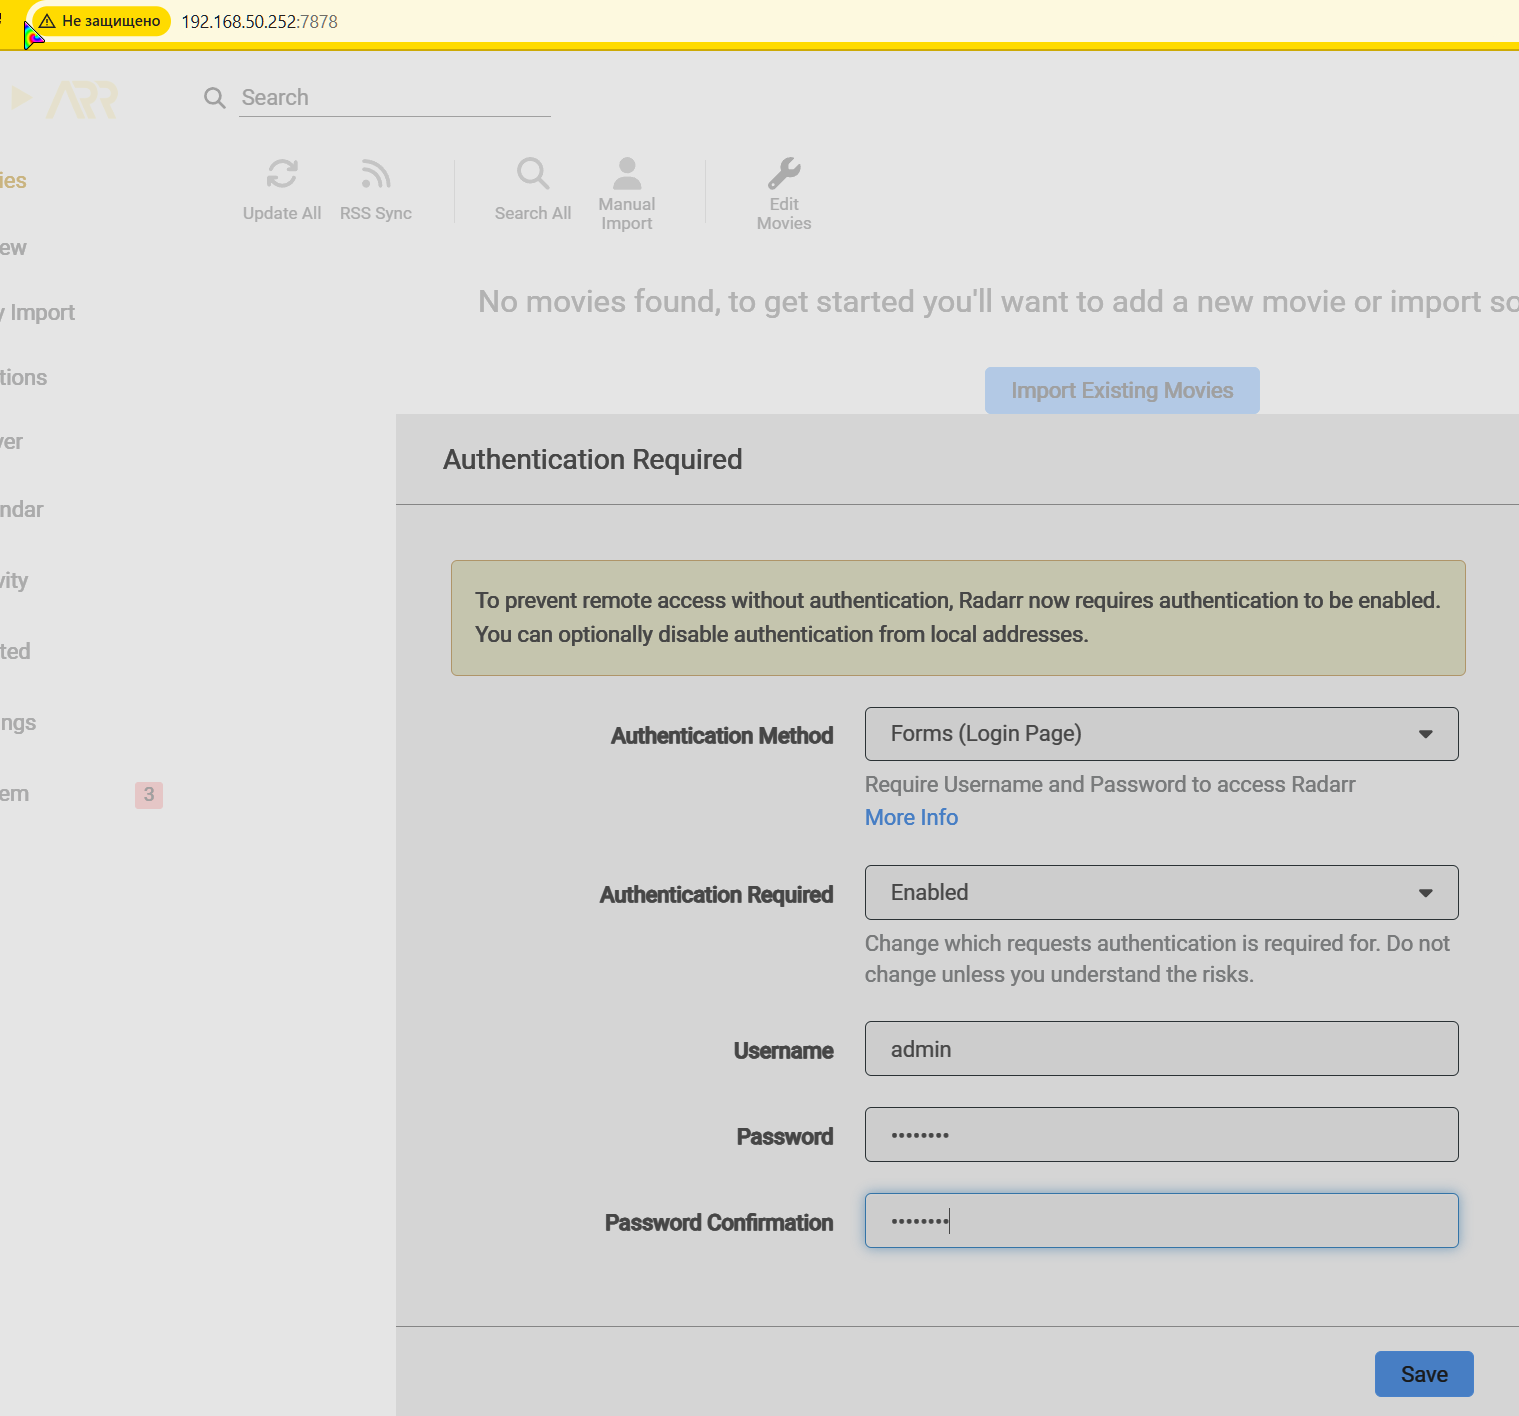 Не защищено
192.168.50.252:7878
ARR
Search
Update All
RSS Sync
Search All
Manual
Import
Edit
Movies
ies
ew
y Import
tions
ver
ndar
vity
ted
ngs
em
3
No movies found, to get started you'll want to add a new movie or import so
Import Existing Movies
Authentication Required
To prevent remote access without authentication, Radarr now requires authentication to be enabled.
You can optionally disable authentication from local addresses.
Authentication Method
Forms (Login Page)
Require Username and Password to access Radarr
More Info
Authentication Required
Enabled
Change which requests authentication is required for. Do not
change unless you understand the risks.
Username
admin
Password
••••••••
Password Confirmation
••••••••
Save